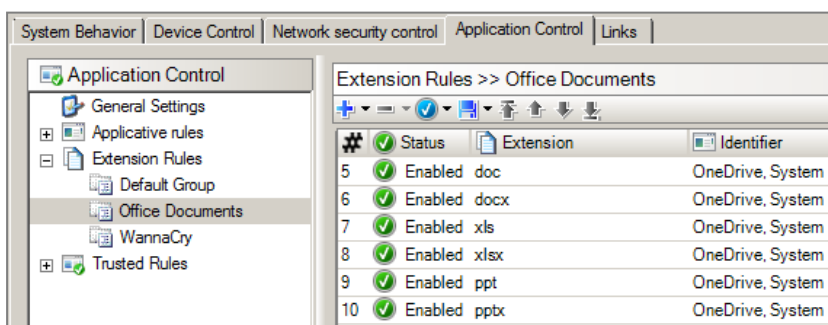 System Behavior Device Control Network security control Application Control Links
Application Control
General Settings
Applicative rules
Extension Rules
Default Group
Office Documents
WannaCry
Trusted Rules
Extension Rules >> Office Documents
# Status Extension Identifier
5 Enabled doc OneDrive, System
6 Enabled docx OneDrive, System
7 Enabled xls OneDrive, System
8 Enabled xlsx OneDrive, System
9 Enabled ppt OneDrive, System
10 Enabled pptx OneDrive, System